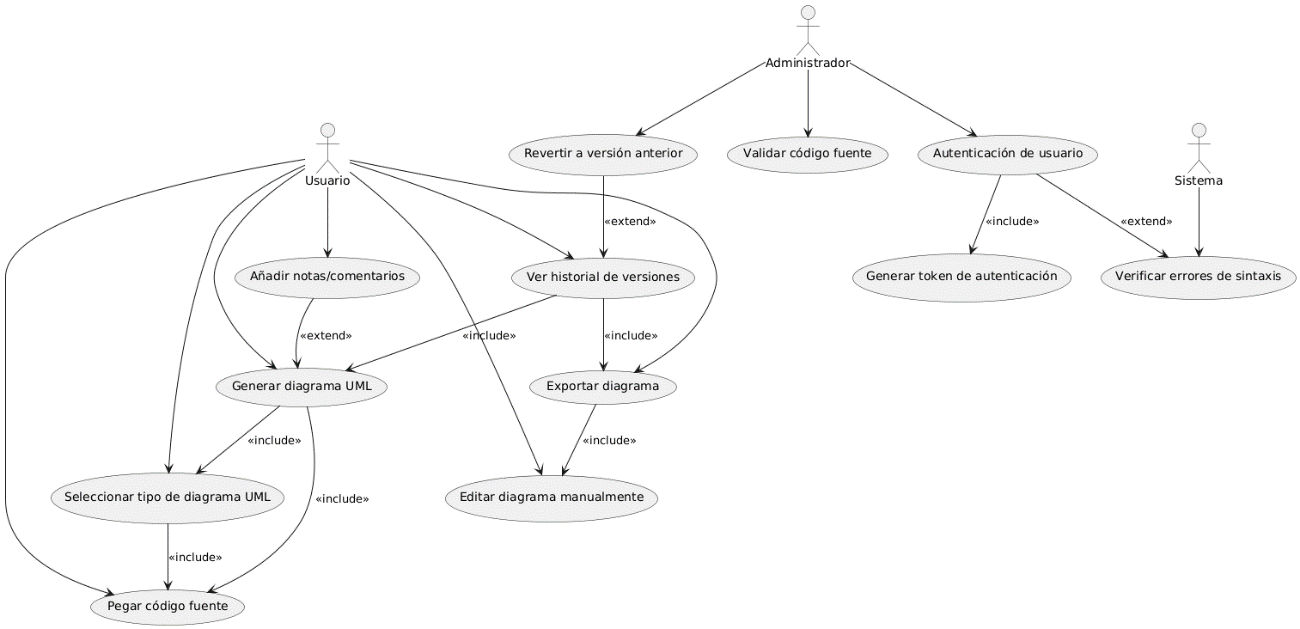 Administrador
Revertir a versión anterior
Validar código fuente
Autenticación de usuario
Usuario
Sistema
«extend»
«include»
«extend»
Añadir notas/comentarios
Ver historial de versiones
Generar token de autenticación
Verificar errores de sintaxis
«extend»
«include»
«include»
Generar diagrama UML
Exportar diagrama
«include»
«include»
Seleccionar tipo de diagrama UML
«include»
Editar diagrama manualmente
«include»
Pegar código fuente